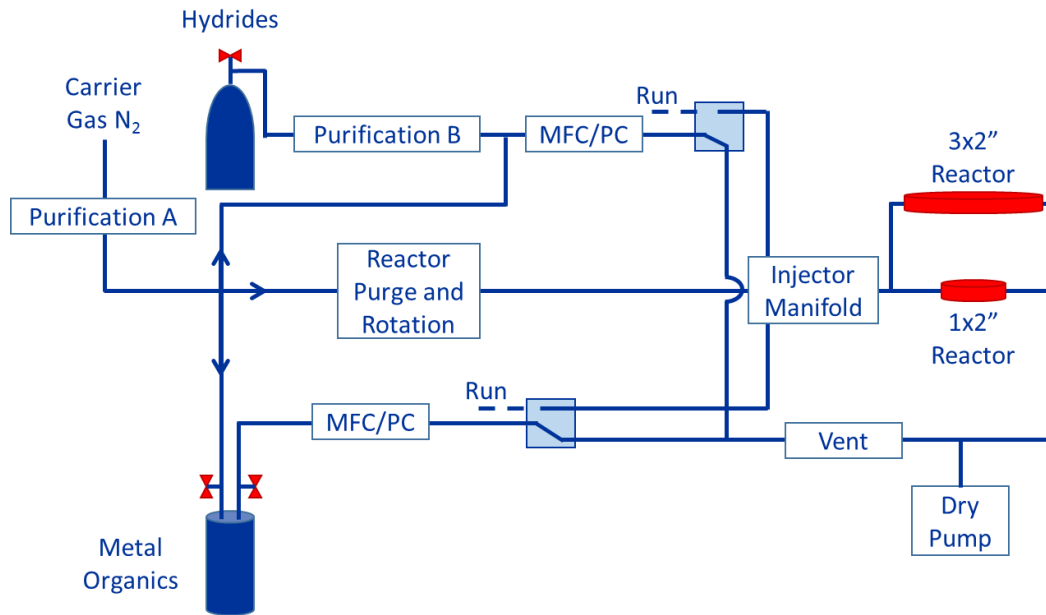 Hydrides
Carrier
Gas N₂
Purification A
Purification B
MFC/PC
Run
3x2”
Reactor
Reactor
Purge and
Rotation
Injector
Manifold
1x2”
Reactor
Run
MFC/PC
Vent
Dry
Pump
Metal
Organics